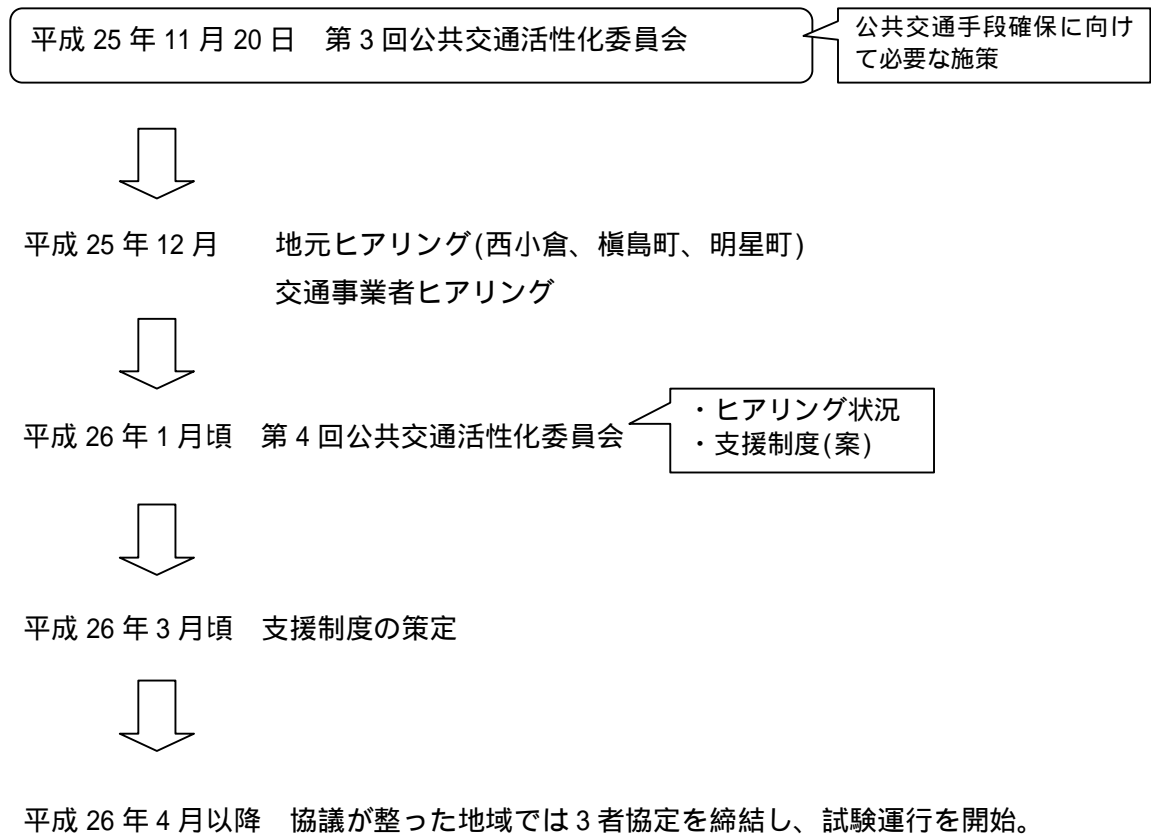 平成 25 年 11 月 20 日　第 3 回公共交通活性化委員会
公共交通手段確保に向け
て必要な施策
平成 25 年 12 月　　地元ヒアリング(西小倉、槇島町、明星町)
交通事業者ヒアリング
平成 26 年 1 月頃　第 4 回公共交通活性化委員会
・ヒアリング状況
・支援制度(案)
平成 26 年 3 月頃　支援制度の策定
平成 26 年 4 月以降　協議が整った地域では 3 者協定を締結し、試験運行を開始。